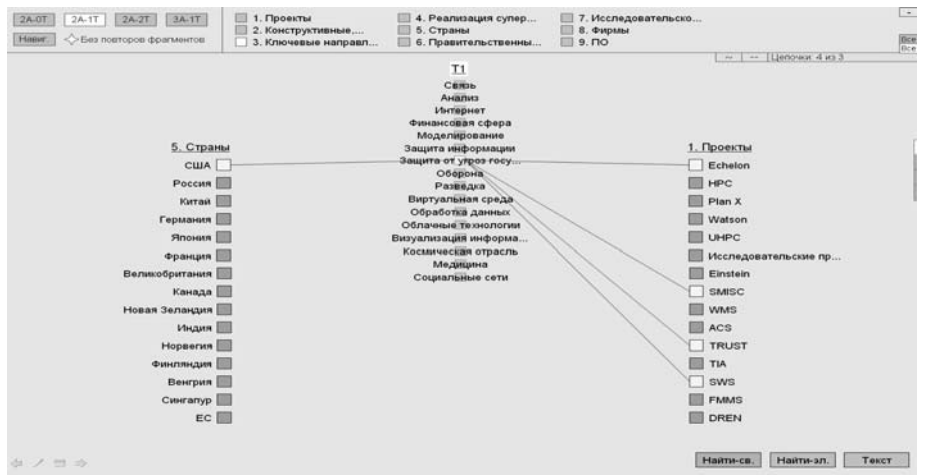 2А-0Т 2А-1Т 2А-2Т 3А-1Т
Навиг. Без повторов фрагментов
1. Проекты
2. Конструктивные,...
3. Ключевые направл...
4. Реализация супер...
5. Страны
6. Правительственны...
7. Исследовательско...
8. Фирмы
9. ПО
Все
Все
Цепочки: 4 из 3
Т1
Связь
Анализ
Интернет
Финансовая сфера
Моделирование
Защита информации
Защита от угроз госу...
Оборона
Разведка
Виртуальная среда
Обработка данных
Облачные технологии
Визуализация информа...
Космическая отрасль
Медицина
Социальные сети
5. Страны
США
Россия
Китай
Германия
Япония
Франция
Великобритания
Канада
Новая Зеландия
Индия
Норвегия
Финляндия
Венгрия
Сингапур
ЕС
1. Проекты
Echelon
HPC
Plan X
Watson
UHPC
Исследовательские пр...
Einstein
SMISC
WMS
ACS
TRUST
TIA
SWS
FMMS
DREN
Найти-св. Найти-эл. Текст